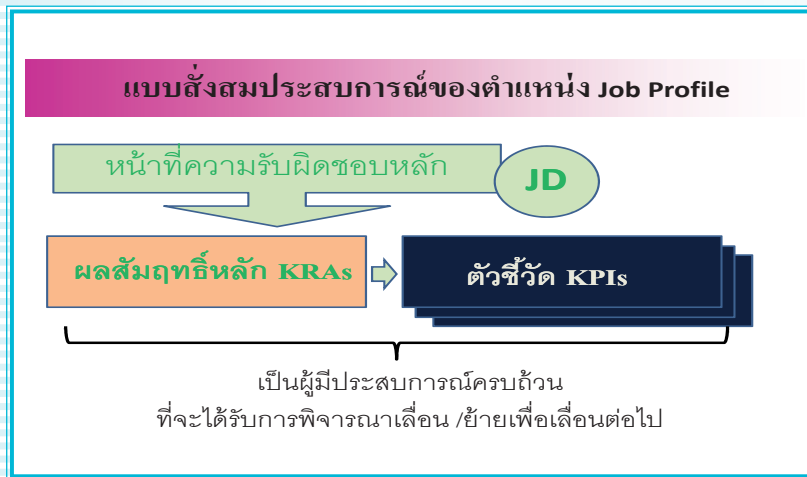 แบบสั่งสมประสบการณ์ของตำแหน่ง Job Profile
หน้าที่ความรับผิดชอบหลัก
JD
ผลสัมฤทธิ์หลัก KRAs
ตัวชี้วัด KPIs
เป็นผู้มีประสบการณ์ครบถ้วน
ที่จะได้รับการพิจารณาเลื่อน /ย้ายเพื่อเลื่อนต่อไป